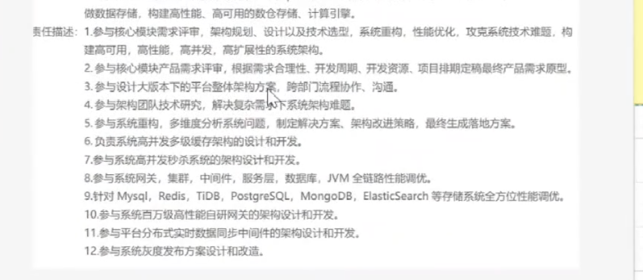 做数据存储，构建高性能、高可用的数仓存储、计算引擎。
责任描述：1.参与核心模块需求评审，架构规划、设计以及技术选型，系统重构，性能优化，攻克系统技术难题，构
建高可用，高性能，高并发，高扩展性的系统架构。
2.参与核心模块产品需求评审，根据需求合理性、开发周期、开发资源、项目排期定稿最终产品需求原型。
3.参与设计大版本下的平台整体架构方案，跨部门流程协作、沟通。
4.参与架构团队技术研究，解决复杂需求下系统架构难题。
5.参与系统重构，多维度分析系统问题，制定解决方案、架构改进策略，最终生成落地方案。
6.负责系统高并发多级缓存架构的设计和开发。
7.参与系统高并发秒杀系统的架构设计和开发。
8.参与系统网关，集群，中间件，服务层，数据库，JVM 全链路性能调优。
9.针对 Mysql，Redis，TiDB，PostgreSQL，MongoDB，ElasticSearch 等存储系统全方位性能调优。
10.参与系统百万级高性能自研网关的架构设计和开发。
11.参与平台分布式实时数据同步中间件的架构设计和开发。
12.参与系统灰度发布方案设计和改造。